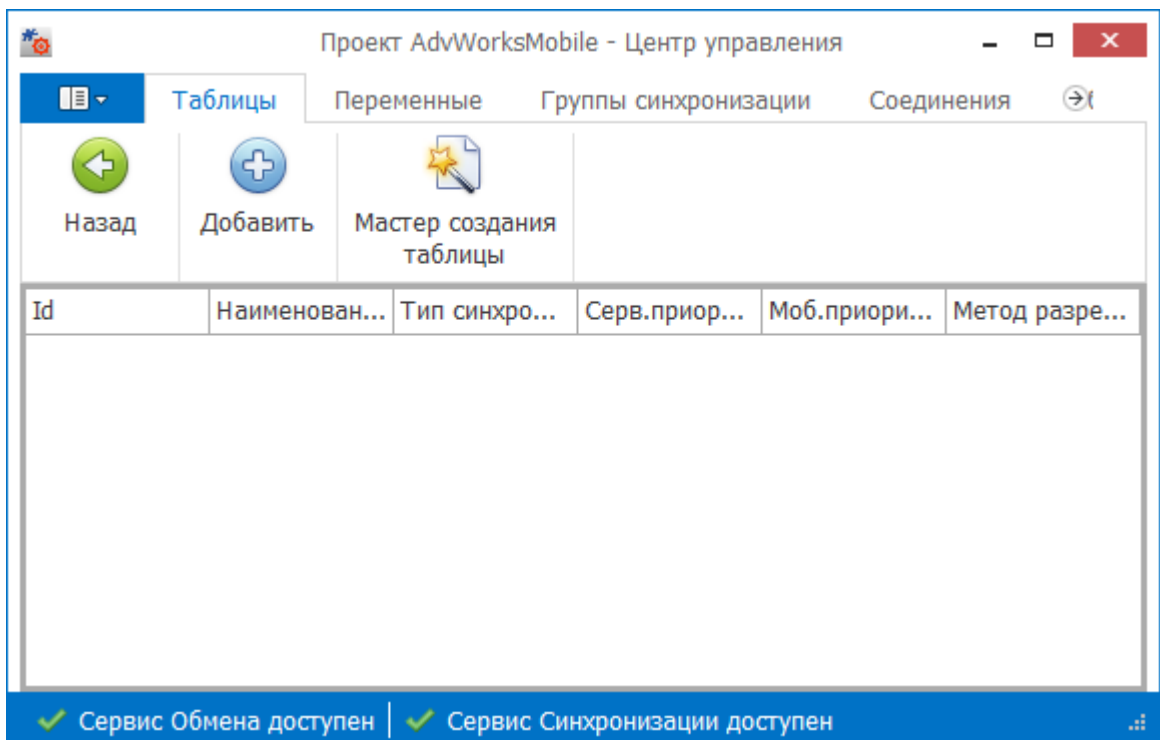 Проект AdvWorksMobile - Центр управления
Таблицы Переменные Группы синхронизации Соединения
Назад Добавить Мастер создания
таблицы
Id Наименован... Тип синхро... Серв.приор... Моб.приори... Метод разре...
Сервис Обмена доступен Сервис Синхронизации доступен